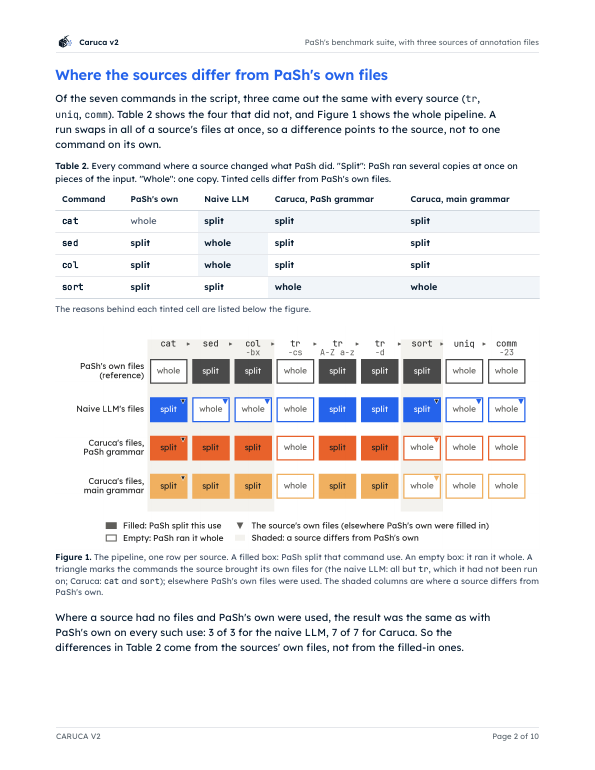 Caruca v2
PaSh's benchmark suite, with three sources of annotation files
Where the sources differ from PaSh's own files
Of the seven commands in the script, three came out the same with every source (tr,
uniq, comm). Table 2 shows the four that did not, and Figure 1 shows the whole pipeline. A
run swaps in all of a source's files at once, so a difference points to the source, not to one
command on its own.
Table 2. Every command where a source changed what PaSh did. "Split": PaSh ran several copies at once on
pieces of the input. "Whole": one copy. Tinted cells differ from PaSh's own files.
Command PaSh's own Naive LLM Caruca, PaSh grammar Caruca, main grammar
cat whole split split split
sed split whole split split
col split whole split split
sort split split whole whole
The reasons behind each tinted cell are listed below the figure.
cat ▸ sed ▸ col ▸ tr ▸ tr ▸ tr ▸ sort ▸ uniq ▸ comm
-bx -cs A-Z a-z -d -23
PaSh's own files
(reference)
whole split split whole split split split whole whole
Naive LLM's files
split whole whole whole split split split whole whole
Caruca's files,
PaSh grammar
split split split whole split split whole whole whole
Caruca's files,
main grammar
split split split whole split split whole whole whole
Filled: PaSh split this use
The source's own files (elsewhere PaSh's own were filled in)
Empty: PaSh ran it whole
Shaded: a source differs from PaSh's own
Figure 1. The pipeline, one row per source. A filled box: PaSh split that command use. An empty box: it ran it whole. A
triangle marks the commands the source brought its own files for (the naive LLM: all but tr, which it had not been run
on; Caruca: cat and sort); elsewhere PaSh's own files were used. The shaded columns are where a source differs from
PaSh's own.
Where a source had no files and PaSh's own were used, the result was the same as with
PaSh's own on every such use: 3 of 3 for the naive LLM, 7 of 7 for Caruca. So the
differences in Table 2 come from the sources' own files, not from the filled-in ones.
CARUCA V2
Page 2 of 10